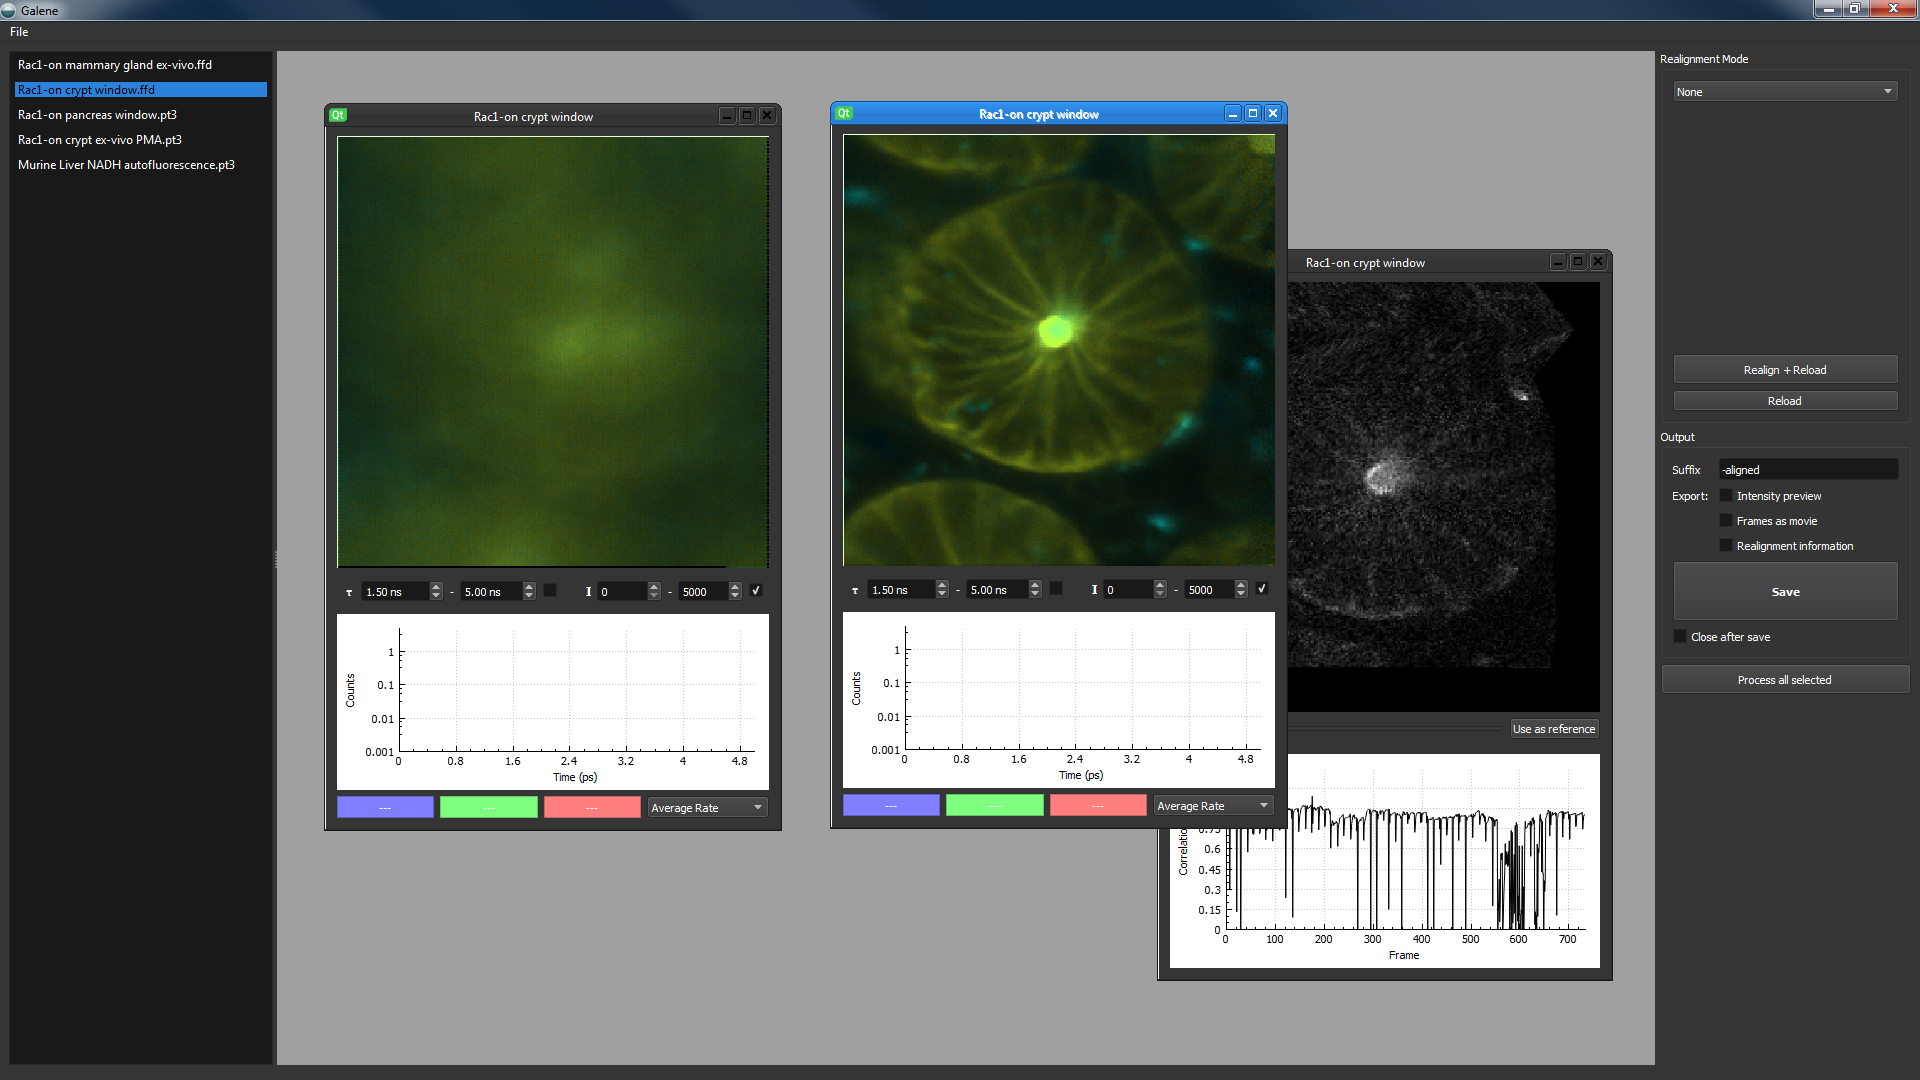 Galene
File
Rac1-on mammary gland ex-vivo.ffd
Rac1-on crypt window.ffd
Rac1-on pancreas window.pt3
Rac1-on crypt ex-vivo PMA.pt3
Murine Liver NADH autofluorescence.pt3
Qt Rac1-on crypt window
τ 1.50 ns - 5.00 ns I 0 - 5000
Counts
1
0.1
0.01
0.001
0 0.8 1.6 2.4 3.2 4 4.8
Time (ps)
--- --- --- Average Rate
Qt Rac1-on crypt window
τ 1.50 ns - 5.00 ns I 0 - 5000
Counts
1
0.1
0.01
0.001
0 0.8 1.6 2.4 3.2 4 4.8
Time (ps)
--- --- --- Average Rate
Rac1-on crypt window
Use as reference
Correlatio
0.75
0.6
0.45
0.3
0.15
0
0 100 200 300 400 500 600 700
Frame
Realignment Mode
None
Realign + Reload
Reload
Output
Suffix -aligned
Export: Intensity preview
Frames as movie
Realignment information
Save
Close after save
Process all selected